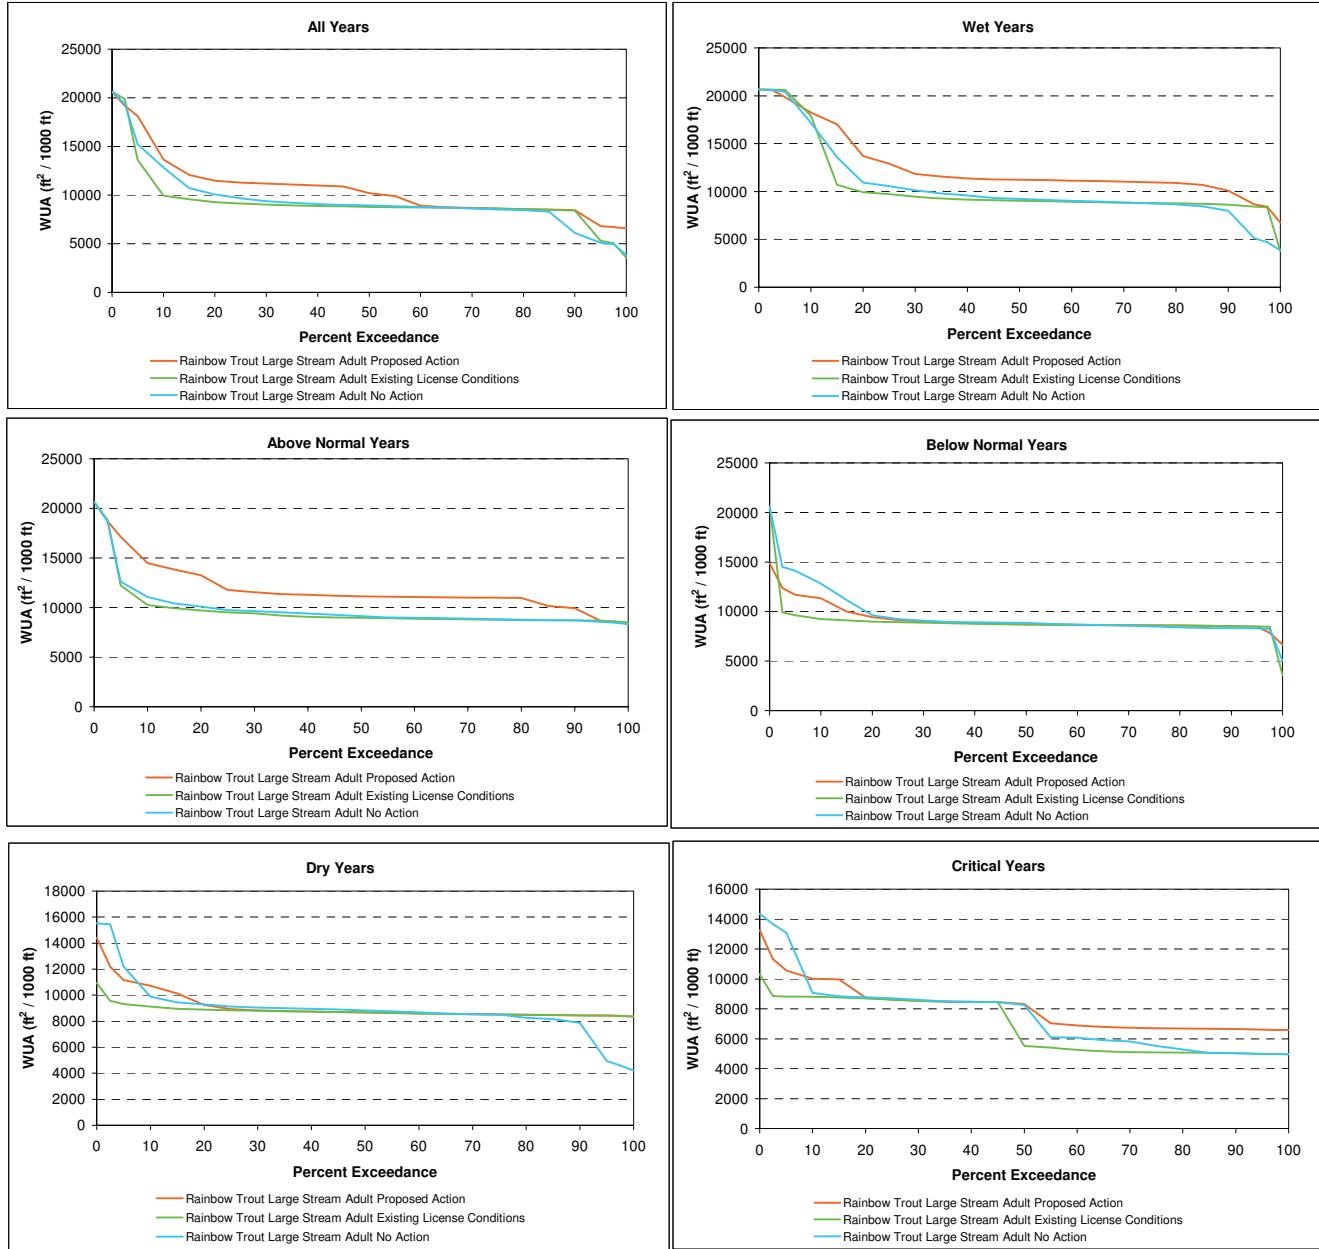 All Years
25000
20000
15000
10000
5000
0
WUA (ft² / 1000 ft)
0 10 20 30 40 50 60 70 80 90 100
Percent Exceedance
Rainbow Trout Large Stream Adult Proposed Action
Rainbow Trout Large Stream Adult Existing License Conditions
Rainbow Trout Large Stream Adult No Action
Wet Years
25000
20000
15000
10000
5000
0
WUA (ft² / 1000 ft)
0 10 20 30 40 50 60 70 80 90 100
Percent Exceedance
Rainbow Trout Large Stream Adult Proposed Action
Rainbow Trout Large Stream Adult Existing License Conditions
Rainbow Trout Large Stream Adult No Action
Above Normal Years
25000
20000
15000
10000
5000
0
WUA (ft² / 1000 ft)
0 10 20 30 40 50 60 70 80 90 100
Percent Exceedance
Rainbow Trout Large Stream Adult Proposed Action
Rainbow Trout Large Stream Adult Existing License Conditions
Rainbow Trout Large Stream Adult No Action
Below Normal Years
25000
20000
15000
10000
5000
0
WUA (ft² / 1000 ft)
0 10 20 30 40 50 60 70 80 90 100
Percent Exceedance
Rainbow Trout Large Stream Adult Proposed Action
Rainbow Trout Large Stream Adult Existing License Conditions
Rainbow Trout Large Stream Adult No Action
Dry Years
18000
16000
14000
12000
10000
8000
6000
4000
2000
0
WUA (ft² / 1000 ft)
0 10 20 30 40 50 60 70 80 90 100
Percent Exceedance
Rainbow Trout Large Stream Adult Proposed Action
Rainbow Trout Large Stream Adult Existing License Conditions
Rainbow Trout Large Stream Adult No Action
Critical Years
16000
14000
12000
10000
8000
6000
4000
2000
0
WUA (ft² / 1000 ft)
0 10 20 30 40 50 60 70 80 90 100
Percent Exceedance
Rainbow Trout Large Stream Adult Proposed Action
Rainbow Trout Large Stream Adult Existing License Conditions
Rainbow Trout Large Stream Adult No Action